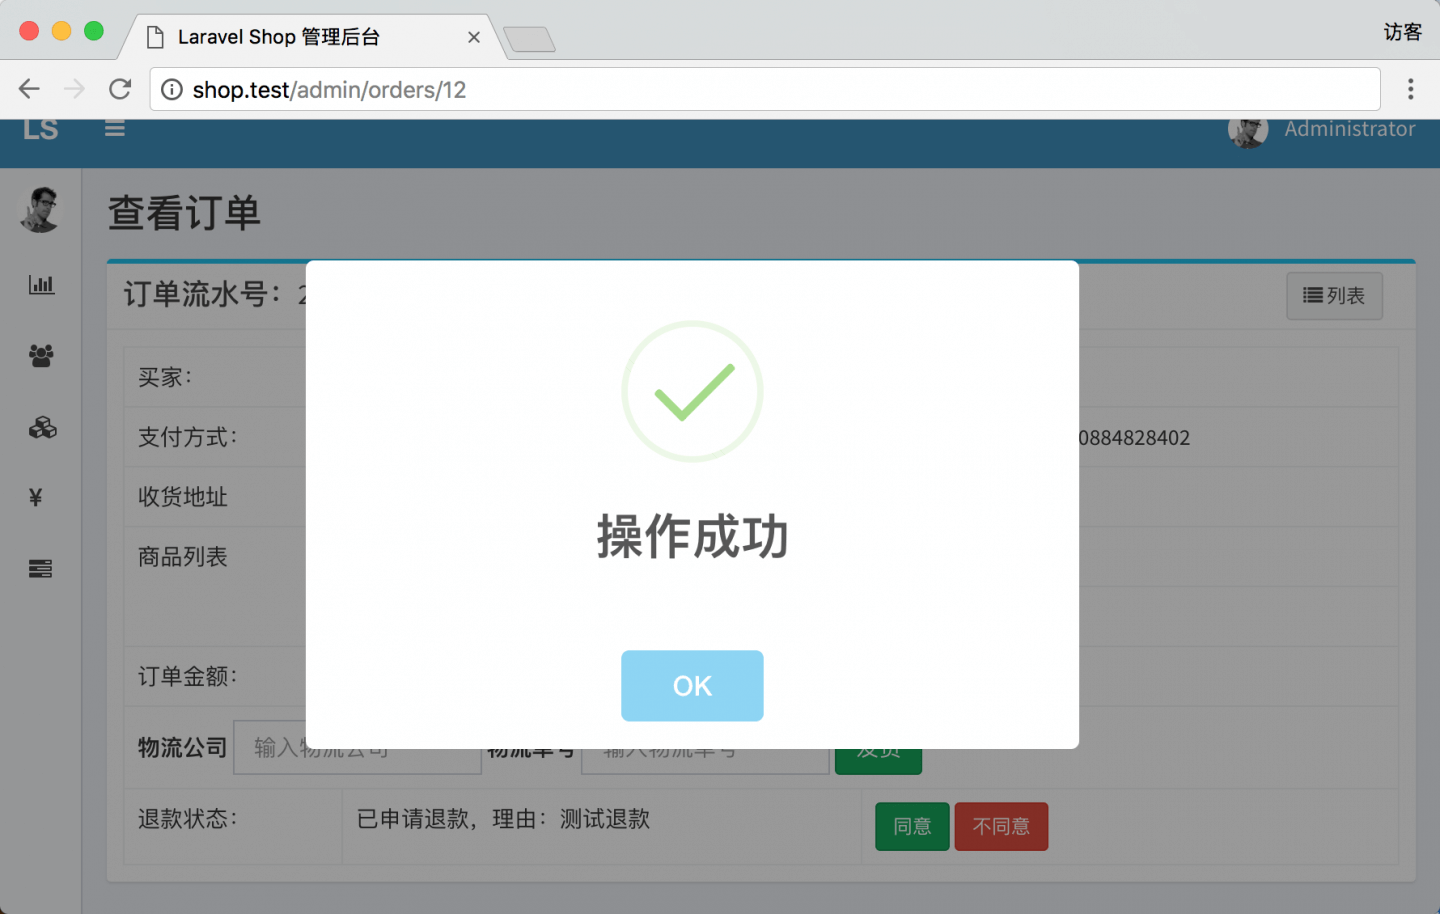 Laravel Shop 管理后台
访客
shop.test/admin/orders/12
LS
Administrator
查看订单
订单流水号：
列表
买家：
支付方式：
0884828402
收货地址
商品列表
操作成功
订单金额：
OK
物流公司 输入物流公司 物流单号 输入物流单号 发货
退款状态：
已申请退款，理由：测试退款
同意
不同意